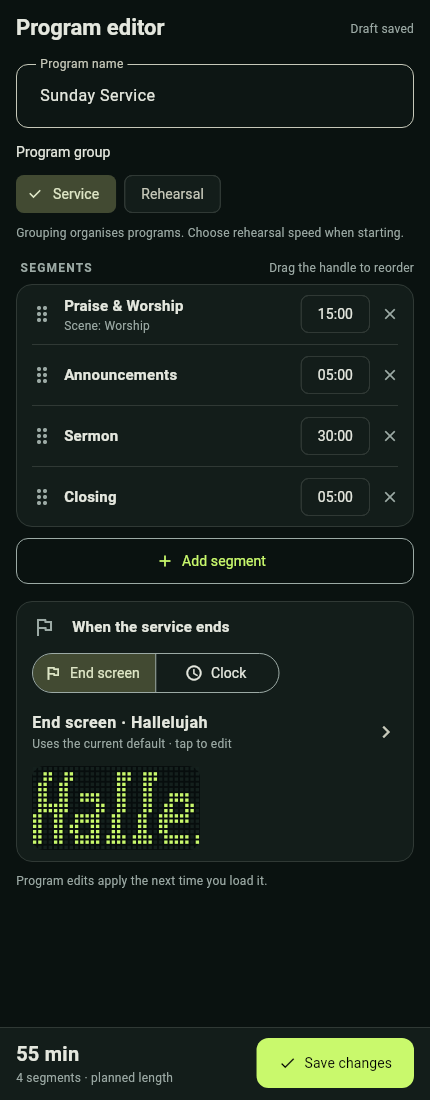 Program editor
Draft saved
Program name
Sunday Service
Program group
Service
Rehearsal
Grouping organises programs. Choose rehearsal speed when starting.
SEGMENTS
Drag the handle to reorder
Praise & Worship
Scene: Worship
15:00
Announcements
05:00
Sermon
30:00
Closing
05:00
Add segment
When the service ends
End screen
Clock
End screen · Hallelujah
Uses the current default · tap to edit
Halle.
Program edits apply the next time you load it.
55 min
4 segments · planned length
Save changes